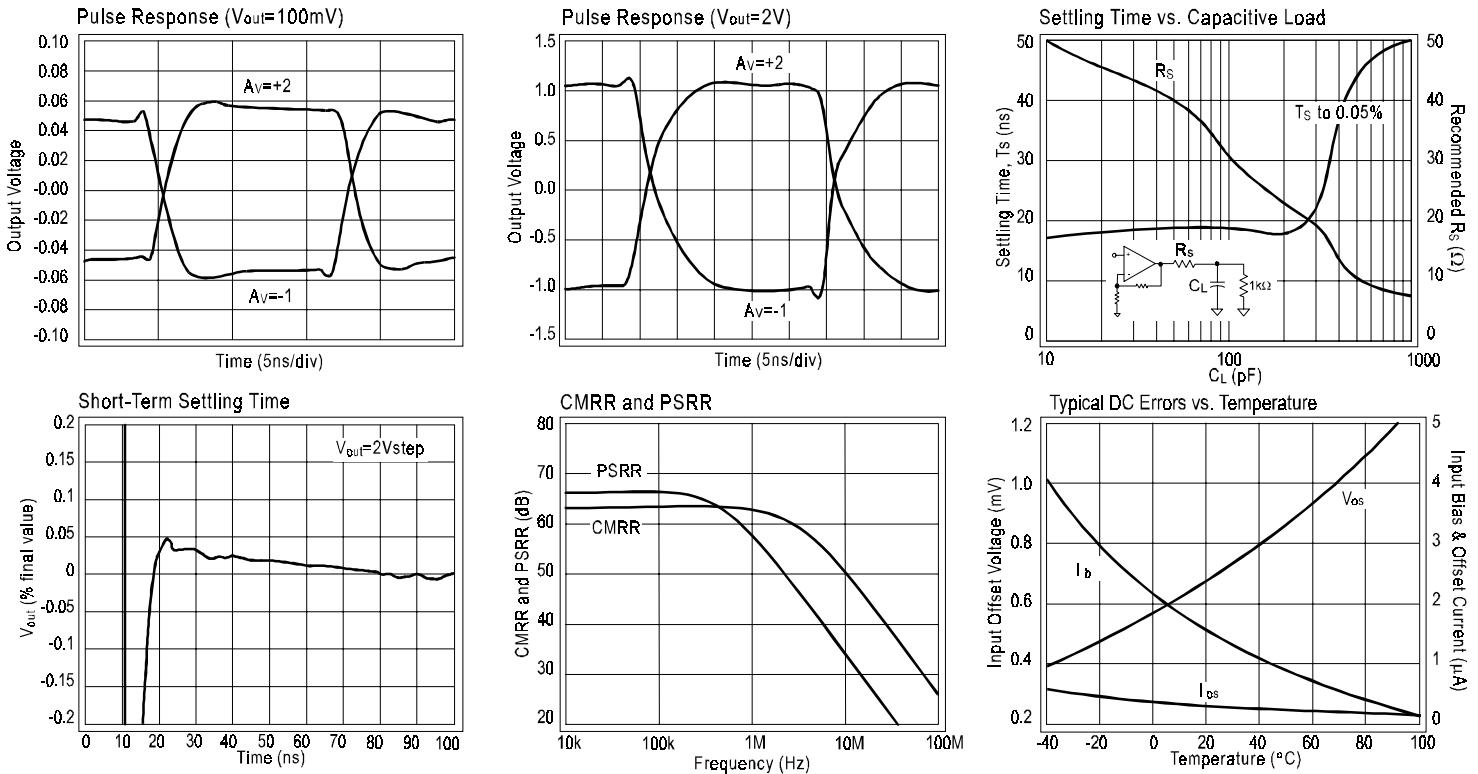 Pulse Response (Vout=100mV)
Output Voltage
0.10
0.08
0.06
0.04
0.02
-0.00
-0.02
-0.04
-0.06
-0.08
-0.10
AV=+2
AV=-1
Time (5ns/div)
Pulse Response (Vout=2V)
Output Voltage
1.5
1.0
0.5
0.0
-0.5
-1.0
-1.5
AV=+2
AV=-1
Time (5ns/div)
Settling Time vs. Capacitive Load
Settling Time, Ts (ns)
50
40
30
20
10
0
RS
TS to 0.05%
Rs
CL
1kΩ
50
40
30
20
10
0
Recommended RS (Ω)
10 100 1000
CL (pF)
Short-Term Settling Time
Vout (% final value)
0.2
0.15
0.1
0.05
0
-0.05
-0.1
-0.15
-0.2
Vout=2Vstep
0 10 20 30 40 50 60 70 80 90 100
Time (ns)
CMRR and PSRR
CMRR and PSRR (dB)
80
70
60
50
40
30
20
PSRR
CMRR
10k 100k 1M 10M 100M
Frequency (Hz)
Typical DC Errors vs. Temperature
Input Offset Voltage (mV)
1.2
1.0
0.8
0.6
0.4
0.2
Vos
Ib
Ios
5
4
3
2
1
0
Input Bias & Offset Current (µA)
-40 -20 0 20 40 60 80 100
Temperature (°C)